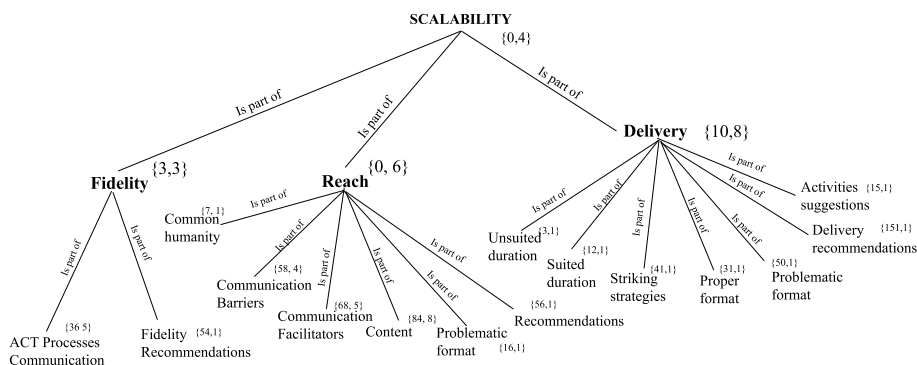 SCALABILITY
{0,4}
Is part of
Is part of
Is part of
Fidelity {3,3}
Reach {0, 6}
Delivery {10,8}
Is part of
Is part of
ACT Processes {36 5}
Communication
Fidelity {54,1}
Recommendations
Is part of
Is part of
Is part of
Is part of
Is part of
Is part of
Common {7, 1}
humanity
Communication {58, 4}
Barriers
Communication {68, 5}
Facilitators
Content {84, 8}
Problematic
format {16,1}
Recommendations {56,1}
Is part of
Is part of
Is part of
Is part of
Is part of
Is part of
Is part of
Unsuited {3,1}
duration
Suited {12,1}
duration
Striking {41,1}
strategies
Proper {31,1}
format
Problematic {50,1}
format
Delivery {151,1}
recommendations
Activities {15,1}
suggestions